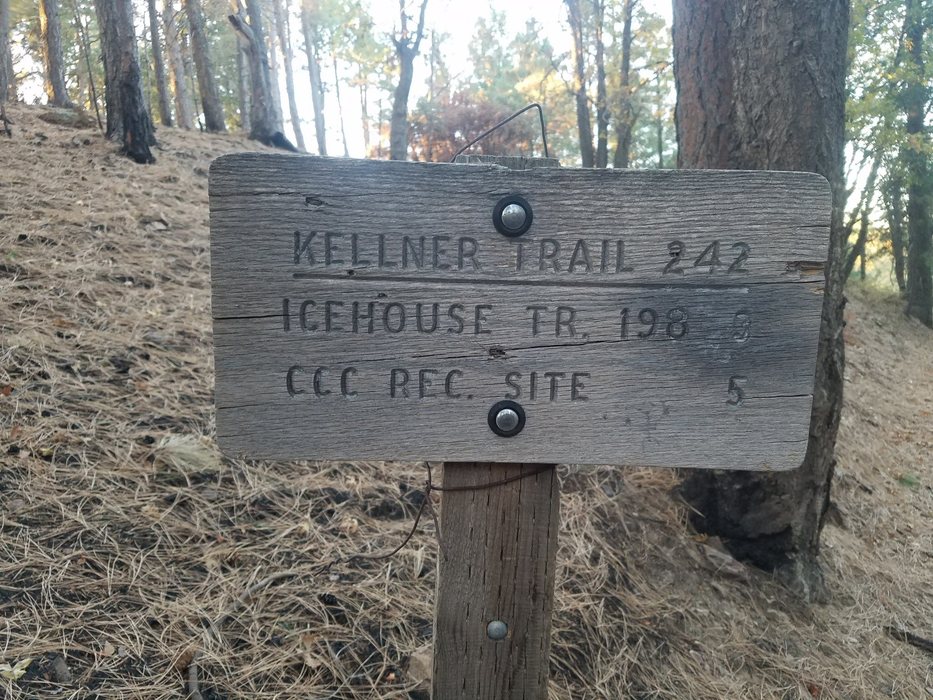 KELLNER TRAIL 242
ICEHOUSE TR. 198
CCC REC. SITE 5